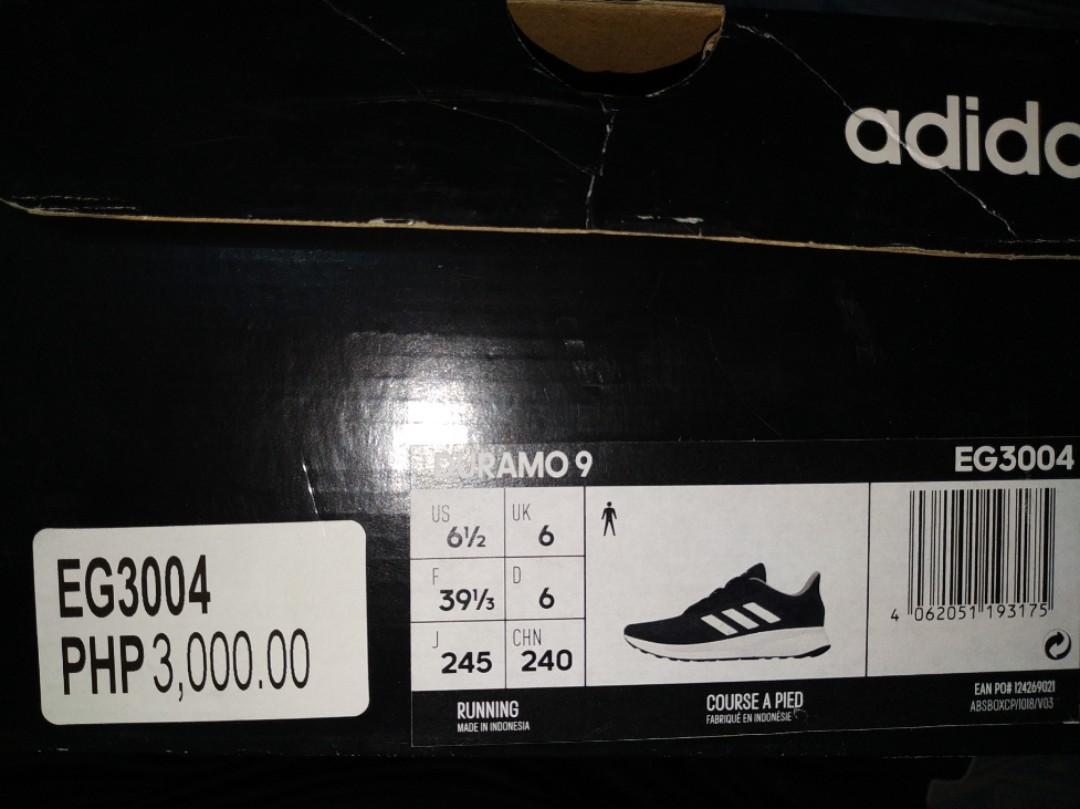 adida
DURAMO 9
EG3004
US
6½
UK
6
F
39⅓
D
6
J
245
CHN
240
4 062051 193175
RUNNING
MADE IN INDONESIA
COURSE A PIED
FABRIQUÉ EN INDONÉSIE
EAN PO# 124269021
ABSBOXCP/1018/V03
EG3004
PHP 3,000.00